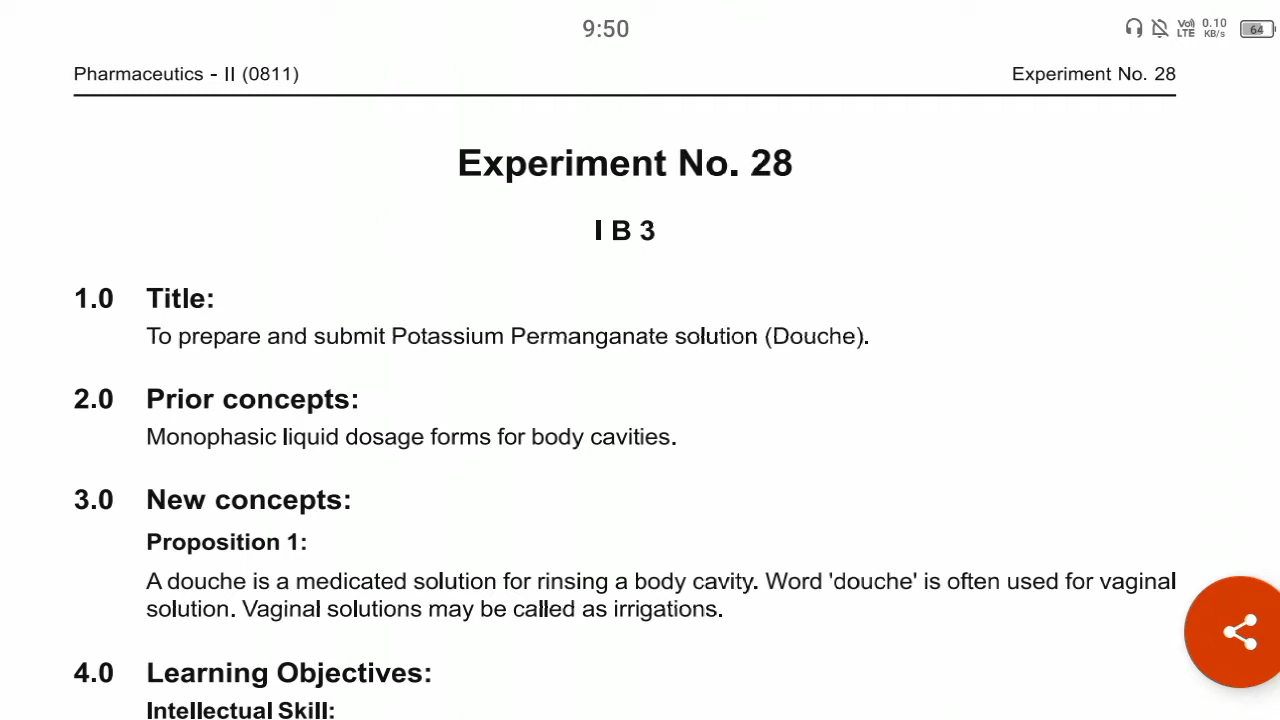 9:50
Vo) LTE 0.10 KB/s 64
Pharmaceutics - II (0811) Experiment No. 28
Experiment No. 28
I B 3
1.0 Title:
To prepare and submit Potassium Permanganate solution (Douche).
2.0 Prior concepts:
Monophasic liquid dosage forms for body cavities.
3.0 New concepts:
Proposition 1:
A douche is a medicated solution for rinsing a body cavity. Word 'douche' is often used for vaginal
solution. Vaginal solutions may be called as irrigations.
4.0 Learning Objectives:
Intellectual Skill: